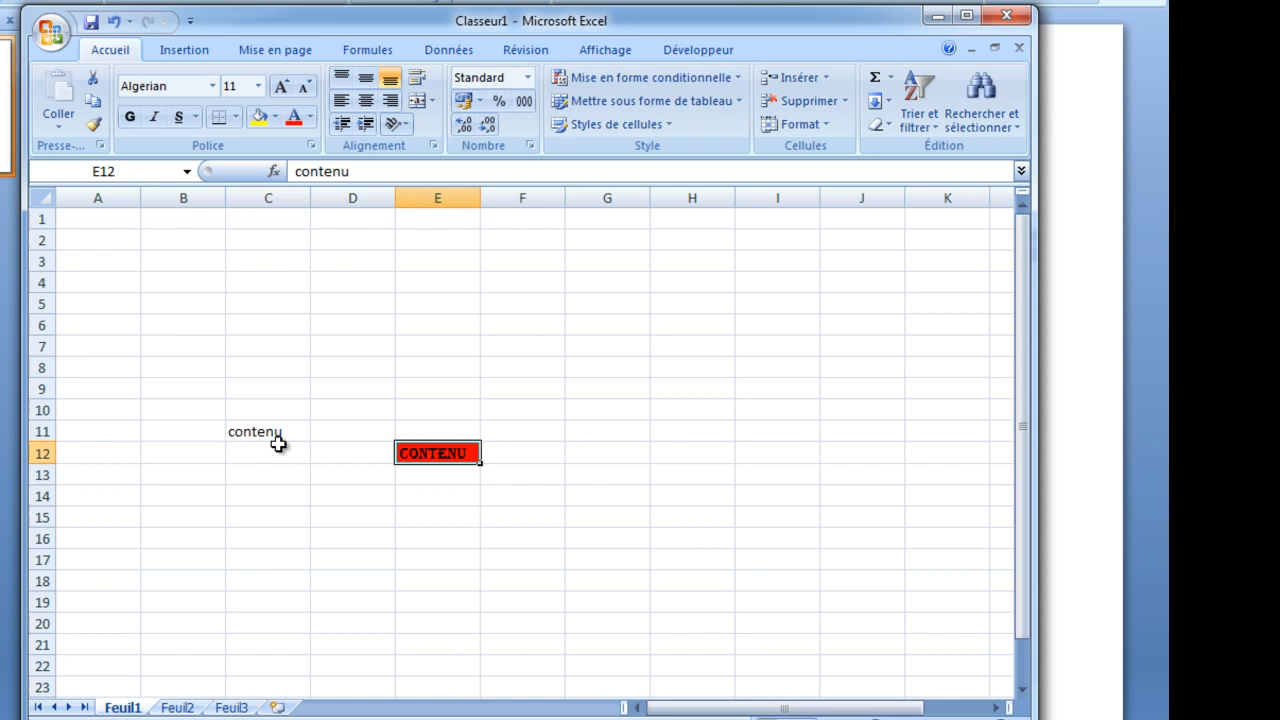 Classeur1 - Microsoft Excel
Accueil Insertion Mise en page Formules Données Révision Affichage Développeur
Algerian 11 Standard Mise en forme conditionnelle Insérer Σ
Coller G I S % 000 Mettre sous forme de tableau Supprimer Trier et filtrer Rechercher et sélectionner
Styles de cellules Format
Presse-... Police Alignement Nombre Style Cellules Édition
E12 fx contenu
A B C D E F G H I J K
1
2
3
4
5
6
7
8
9
10
11 contenu
12 CONTENU
13
14
15
16
17
18
19
20
21
22
23
Feuil1 Feuil2 Feuil3